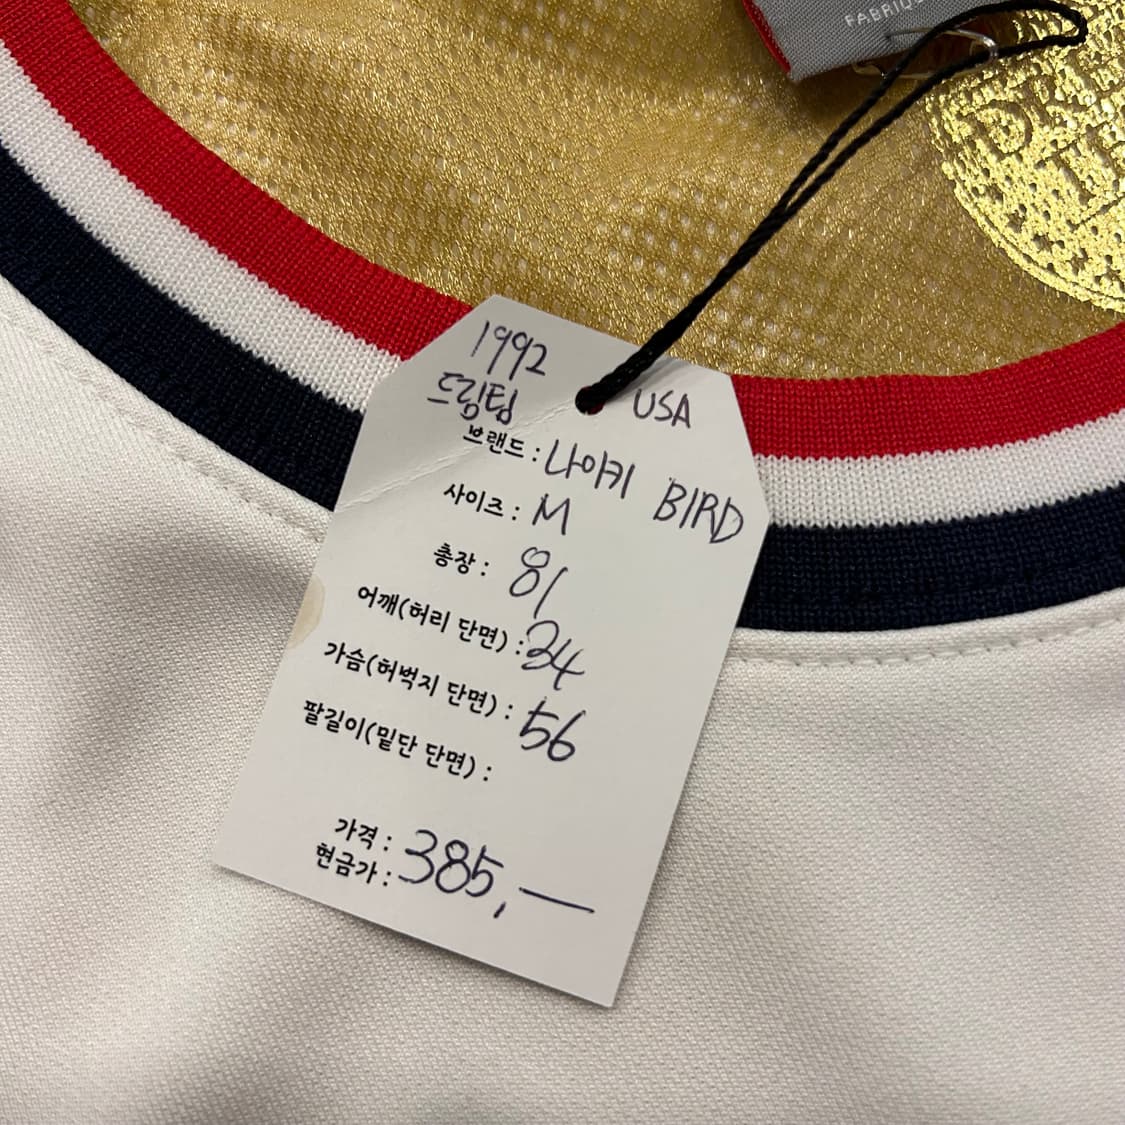 FABRIQU
1992
드림팀 USA
브랜드 : 나이키 BIRD
사이즈 : M
총장 : 81
어깨(허리 단면) : 34
가슴(허벅지 단면) : 56
팔길이(밑단 단면) :
가격 :
현금가 : 385,—